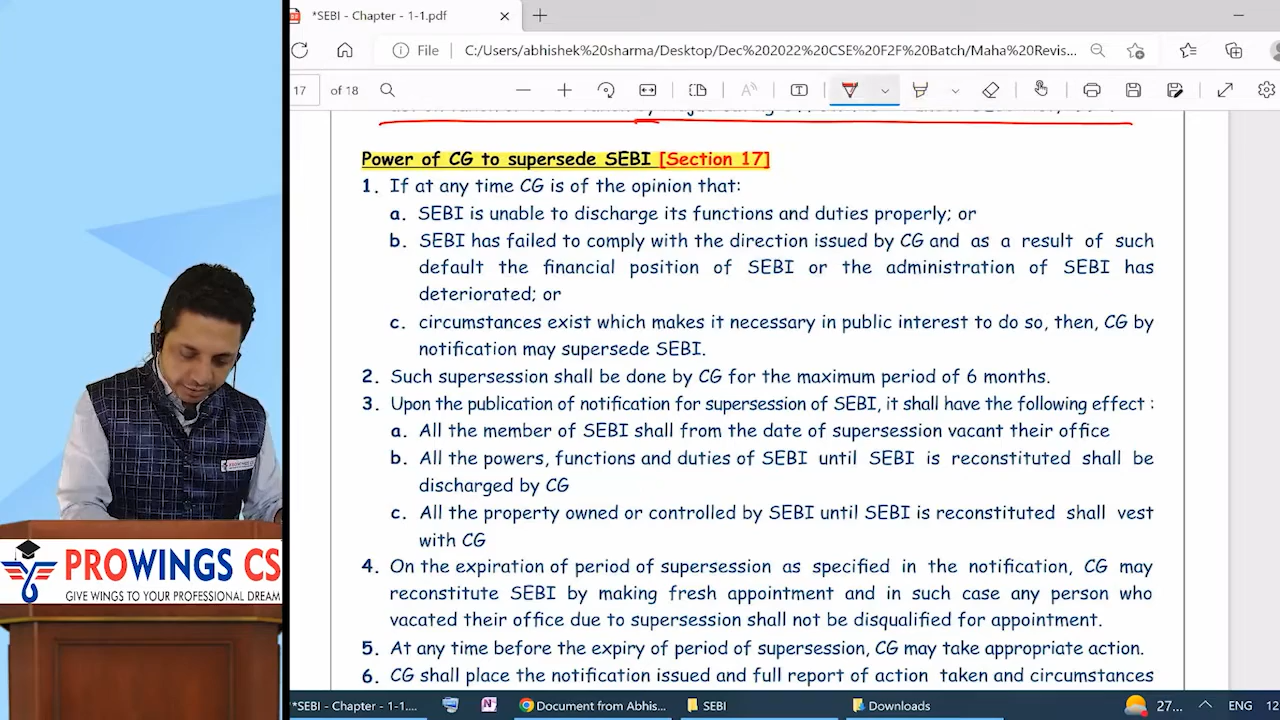 *SEBI - Chapter - 1-1.pdf
File C:/Users/abhishek%20sharma/Desktop/Dec%202022%20CSE%20F2F%20Batch/Maha%20Revis...
17 of 18
Power of CG to supersede SEBI [Section 17]
1. If at any time CG is of the opinion that:
a. SEBI is unable to discharge its functions and duties properly; or
b. SEBI has failed to comply with the direction issued by CG and as a result of such
default the financial position of SEBI or the administration of SEBI has
deteriorated; or
c. circumstances exist which makes it necessary in public interest to do so, then, CG by
notification may supersede SEBI.
2. Such supersession shall be done by CG for the maximum period of 6 months.
3. Upon the publication of notification for supersession of SEBI, it shall have the following effect :
a. All the member of SEBI shall from the date of supersession vacant their office
b. All the powers, functions and duties of SEBI until SEBI is reconstituted shall be
discharged by CG
c. All the property owned or controlled by SEBI until SEBI is reconstituted shall vest
with CG
4. On the expiration of period of supersession as specified in the notification, CG may
reconstitute SEBI by making fresh appointment and in such case any person who
vacated their office due to supersession shall not be disqualified for appointment.
5. At any time before the expiry of period of supersession, CG may take appropriate action.
6. CG shall place the notification issued and full report of action taken and circumstances
PROWINGS CS
GIVE WINGS TO YOUR PROFESSIONAL DREAM
*SEBI - Chapter - 1-1.... Document from Abhis... SEBI Downloads 27... ENG 12